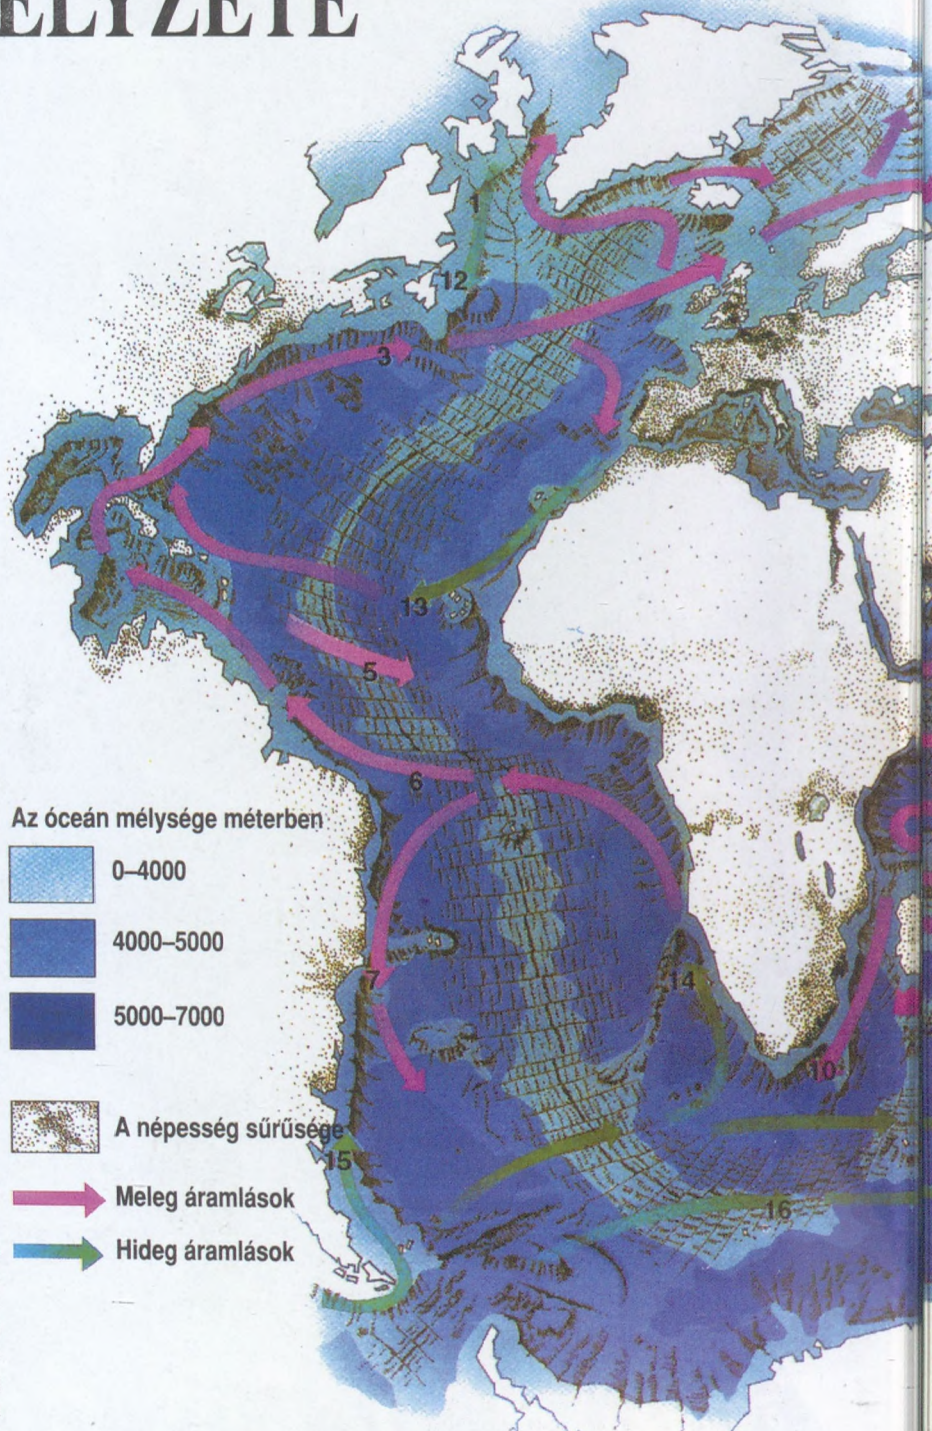 ELYZETE
1
12
3
13
5
6
Az óceán mélysége méterben
0–4000
4000–5000
5000–7000
7
14
10
A népesség sűrűsége
15
Meleg áramlások
16
Hideg áramlások